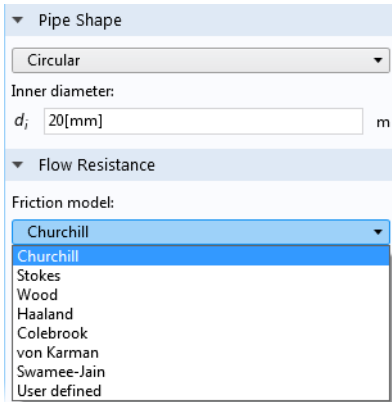 Pipe Shape
Circular
Inner diameter:
di 20[mm] m
Flow Resistance
Friction model:
Churchill
Churchill
Stokes
Wood
Haaland
Colebrook
von Karman
Swamee-Jain
User defined